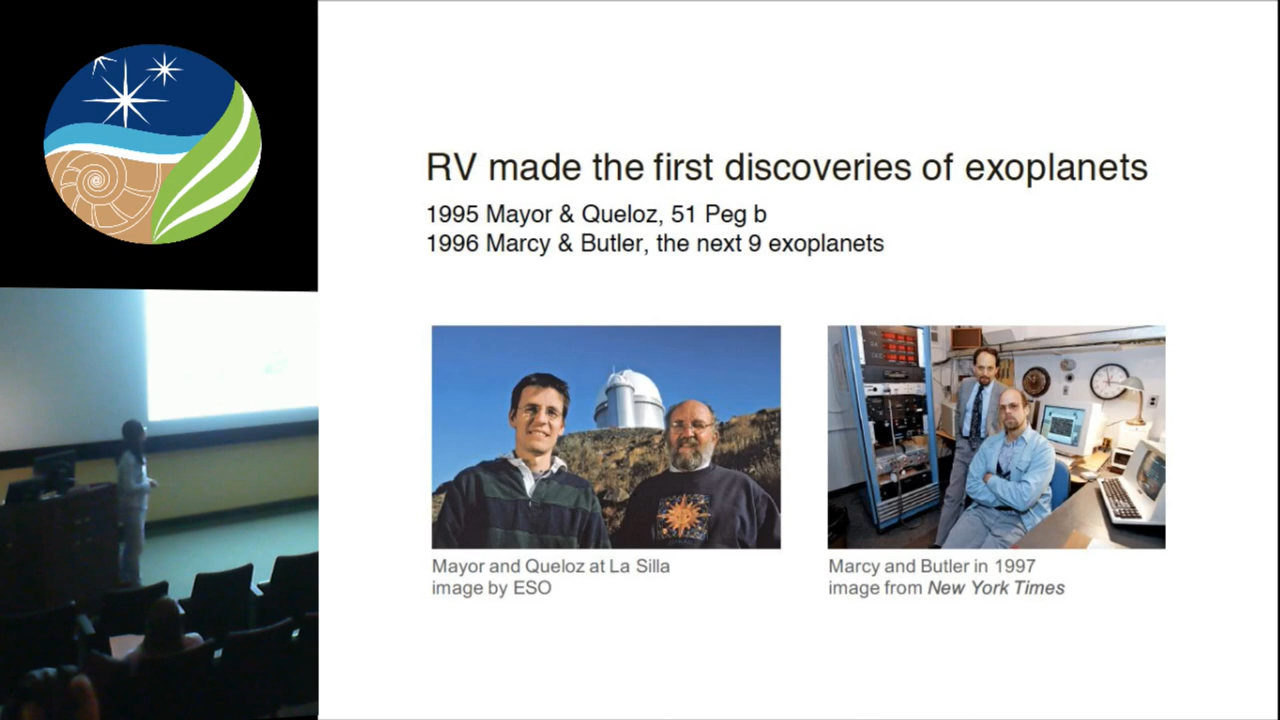 RV made the first discoveries of exoplanets
1995 Mayor & Queloz, 51 Peg b
1996 Marcy & Butler, the next 9 exoplanets
Mayor and Queloz at La Silla
image by ESO
Marcy and Butler in 1997
image from New York Times